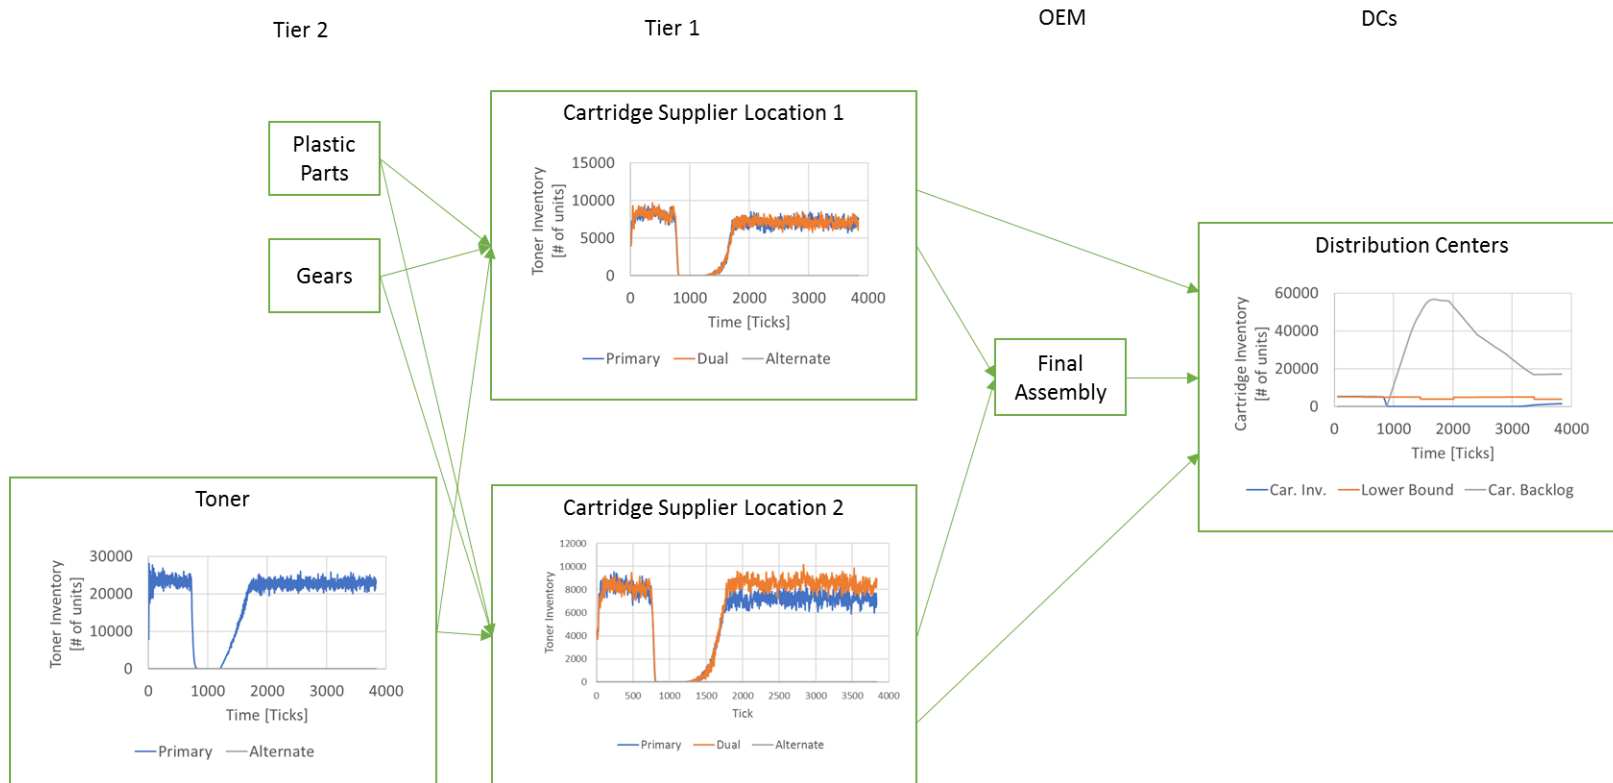 Tier 2
Tier 1
OEM
DCs
Plastic
Parts
Gears
Cartridge Supplier Location 1
Toner Inventory
[# of units]
15000
10000
5000
0
0 1000 2000 3000 4000
Time [Ticks]
Primary Dual Alternate
Distribution Centers
Cartridge Inventory
[# of units]
60000
40000
20000
0
0 1000 2000 3000 4000
Time [Ticks]
Car. Inv. Lower Bound Car. Backlog
Final
Assembly
Toner
Toner Inventory
[# of units]
30000
20000
10000
0
0 1000 2000 3000 4000
Time [Ticks]
Primary Alternate
Cartridge Supplier Location 2
Toner Inventory
12000
10000
8000
6000
4000
2000
0
0 500 1000 1500 2000 2500 3000 3500 4000
Tick
Primary Dual Alternate